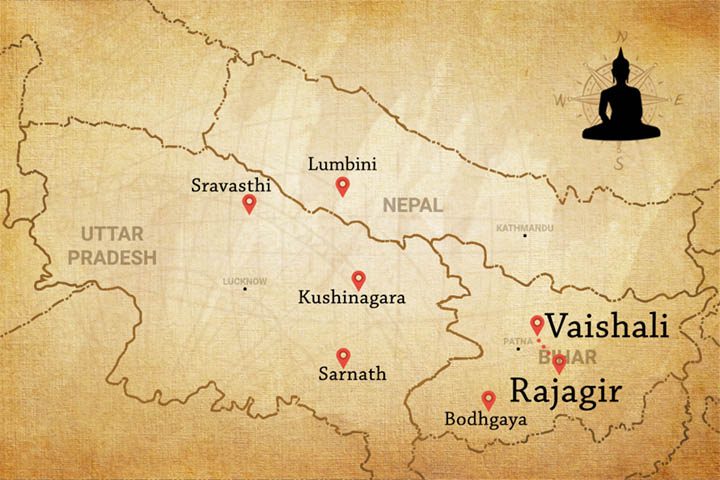 N
W
E
S
Lumbini
Sravasthi
NEPAL
UTTAR
PRADESH
KATHMANDU
LUCKNOW
Kushinagara
Vaishali
PATNA
BIHAR
Sarnath
Rajagir
Bodhgaya